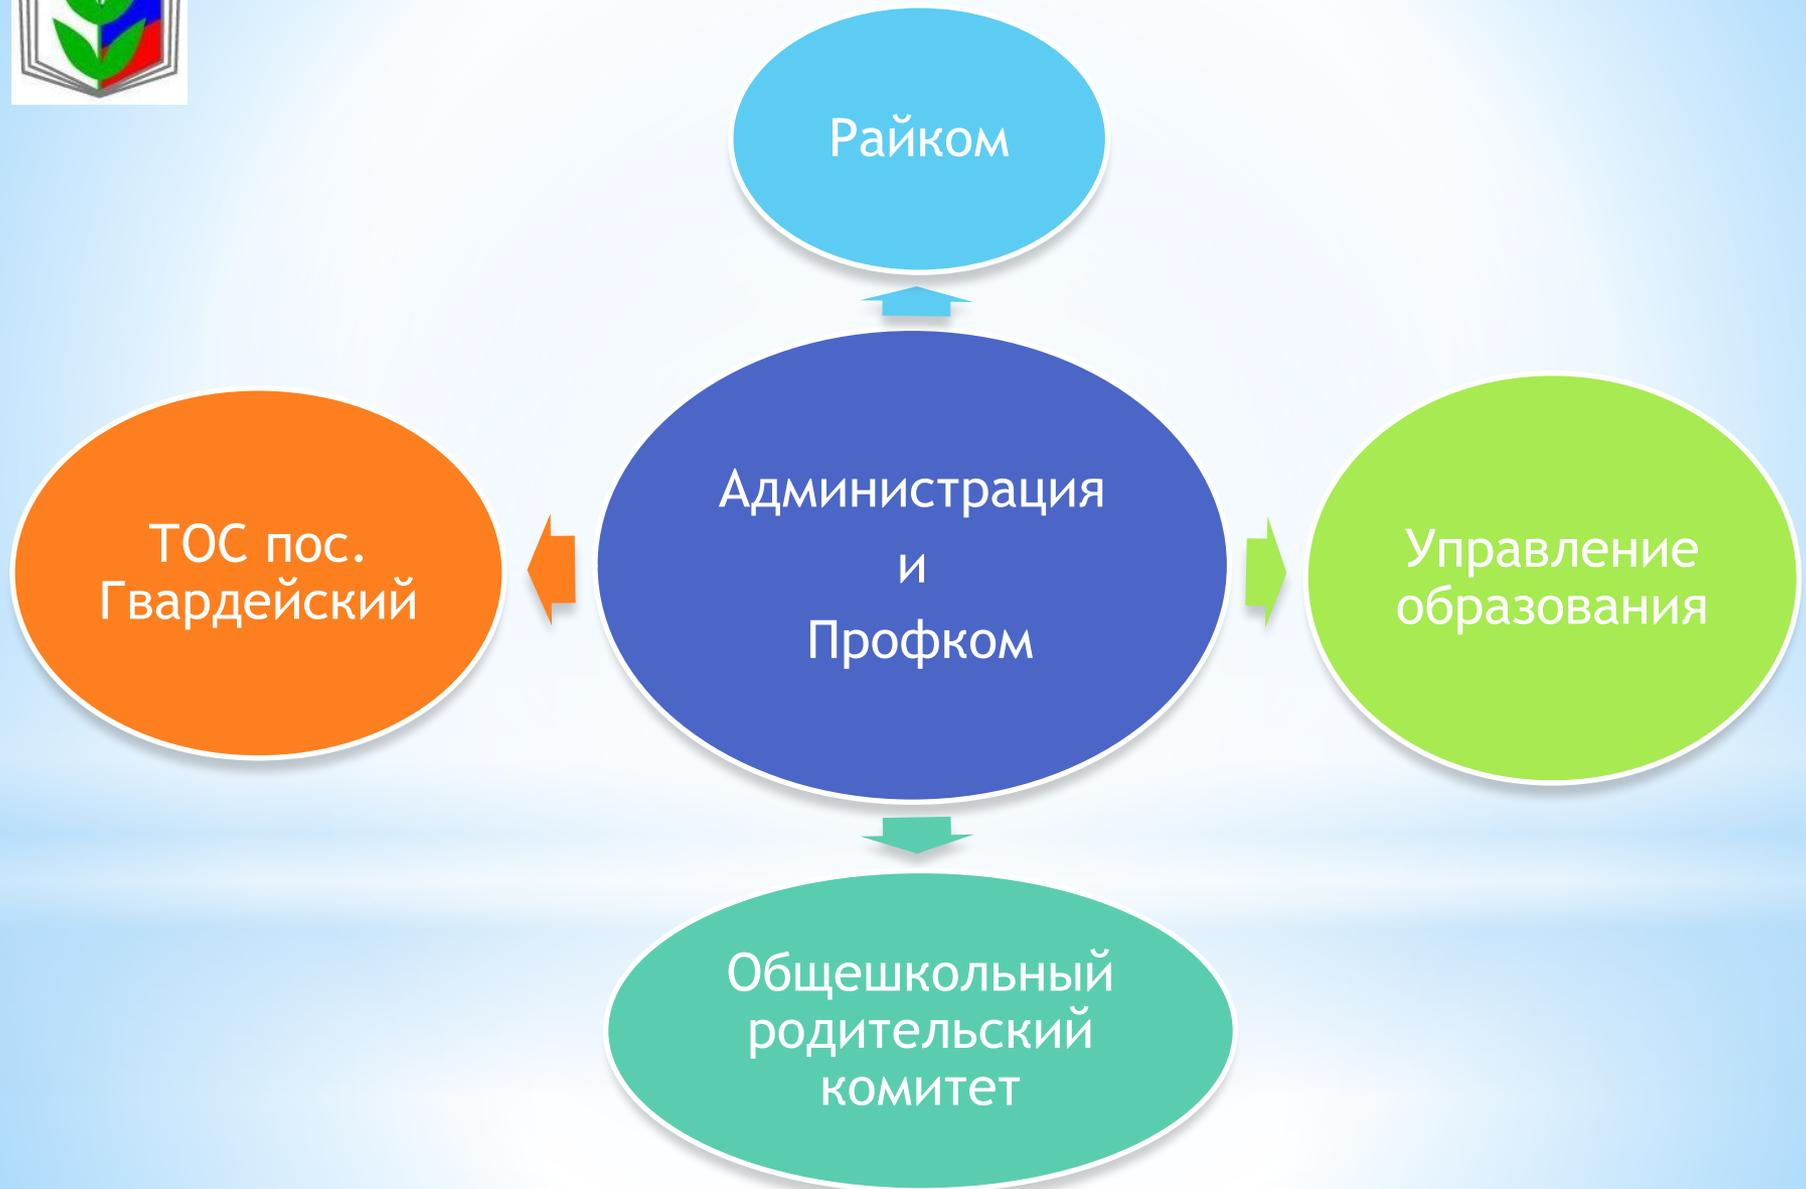 Райком
ТОС пос.
Гвардейский
Администрация
и
Профком
Управление
образования
Общешкольный
родительский
комитет